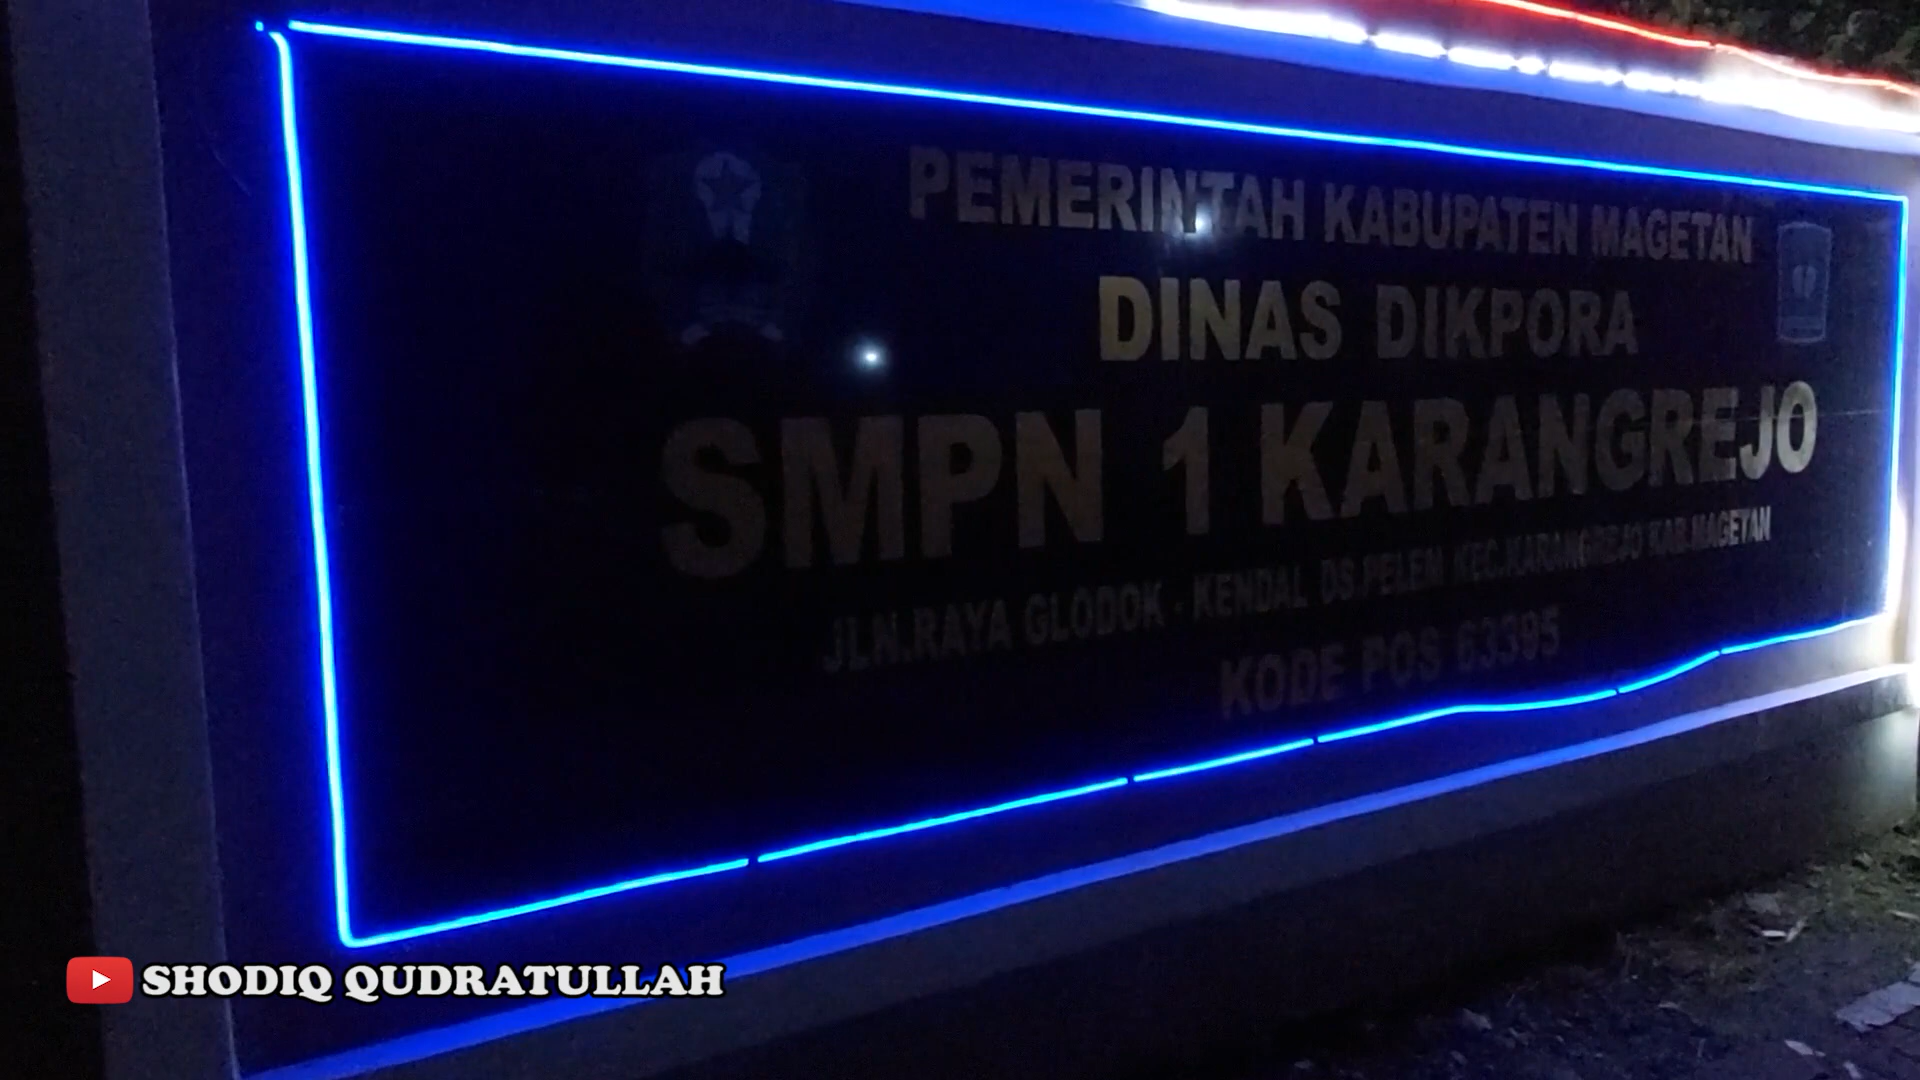 PEMERINTAH KABUPATEN MAGETAN
DINAS DIKPORA
SMPN 1 KARANGREJO
JLN.RAYA GLODOK - KENDAL DS.PELEM KEC.KARANGREJO KAB.MAGETAN
KODE POS 63395
SHODIQ QUDRATULLAH